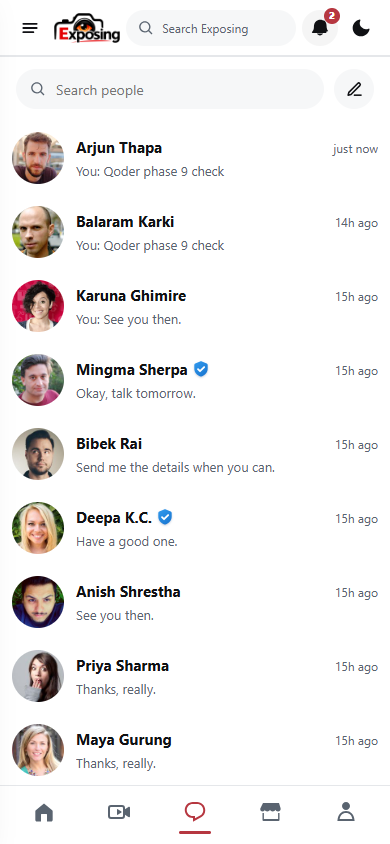 Exposing
Search Exposing
2
Search people
Arjun Thapa
just now
You: Qoder phase 9 check
Balaram Karki
14h ago
You: Qoder phase 9 check
Karuna Ghimire
15h ago
You: See you then.
Mingma Sherpa
15h ago
Okay, talk tomorrow.
Bibek Rai
15h ago
Send me the details when you can.
Deepa K.C.
15h ago
Have a good one.
Anish Shrestha
15h ago
See you then.
Priya Sharma
15h ago
Thanks, really.
Maya Gurung
15h ago
Thanks, really.